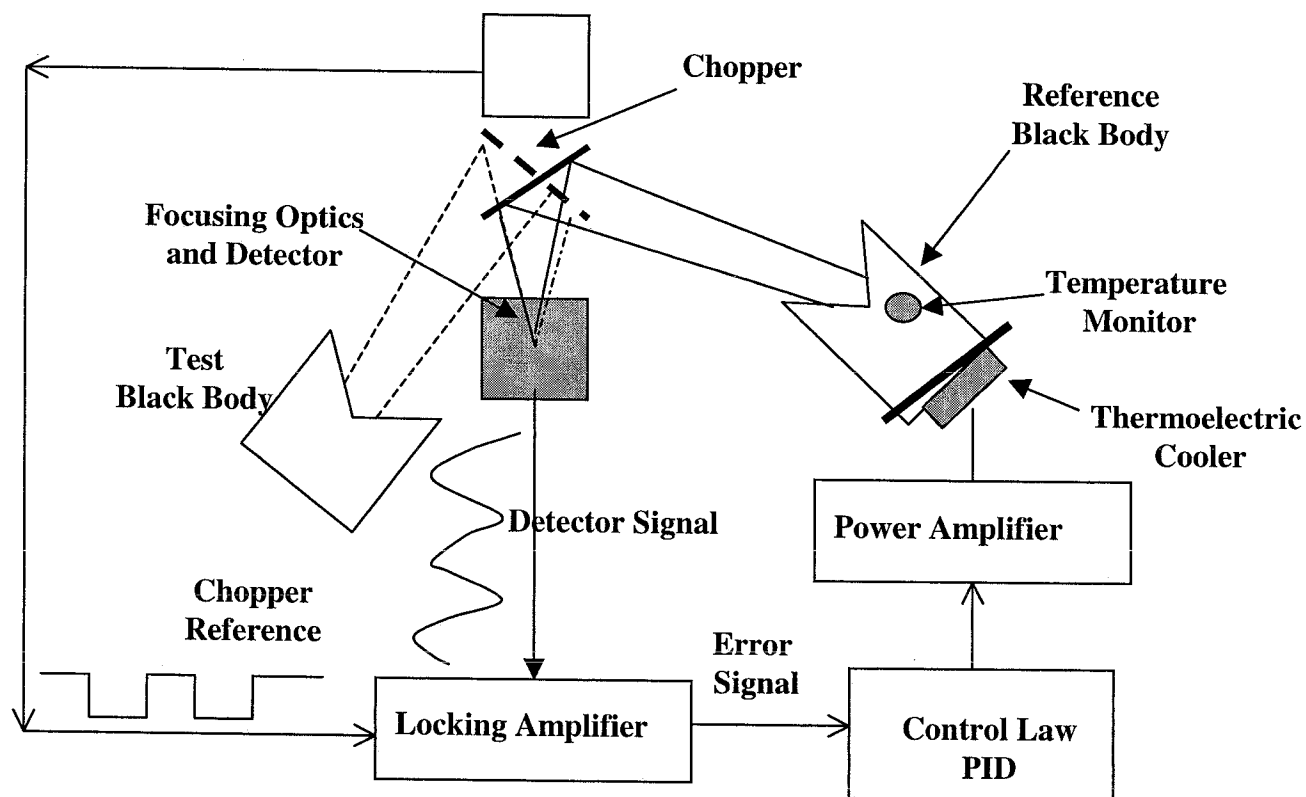 Chopper
Reference
Black Body
Focusing Optics
and Detector
Temperature
Monitor
Test
Black Body
Thermoelectric
Cooler
Detector Signal
Power Amplifier
Chopper
Reference
Error
Signal
Locking Amplifier
Control Law
PID